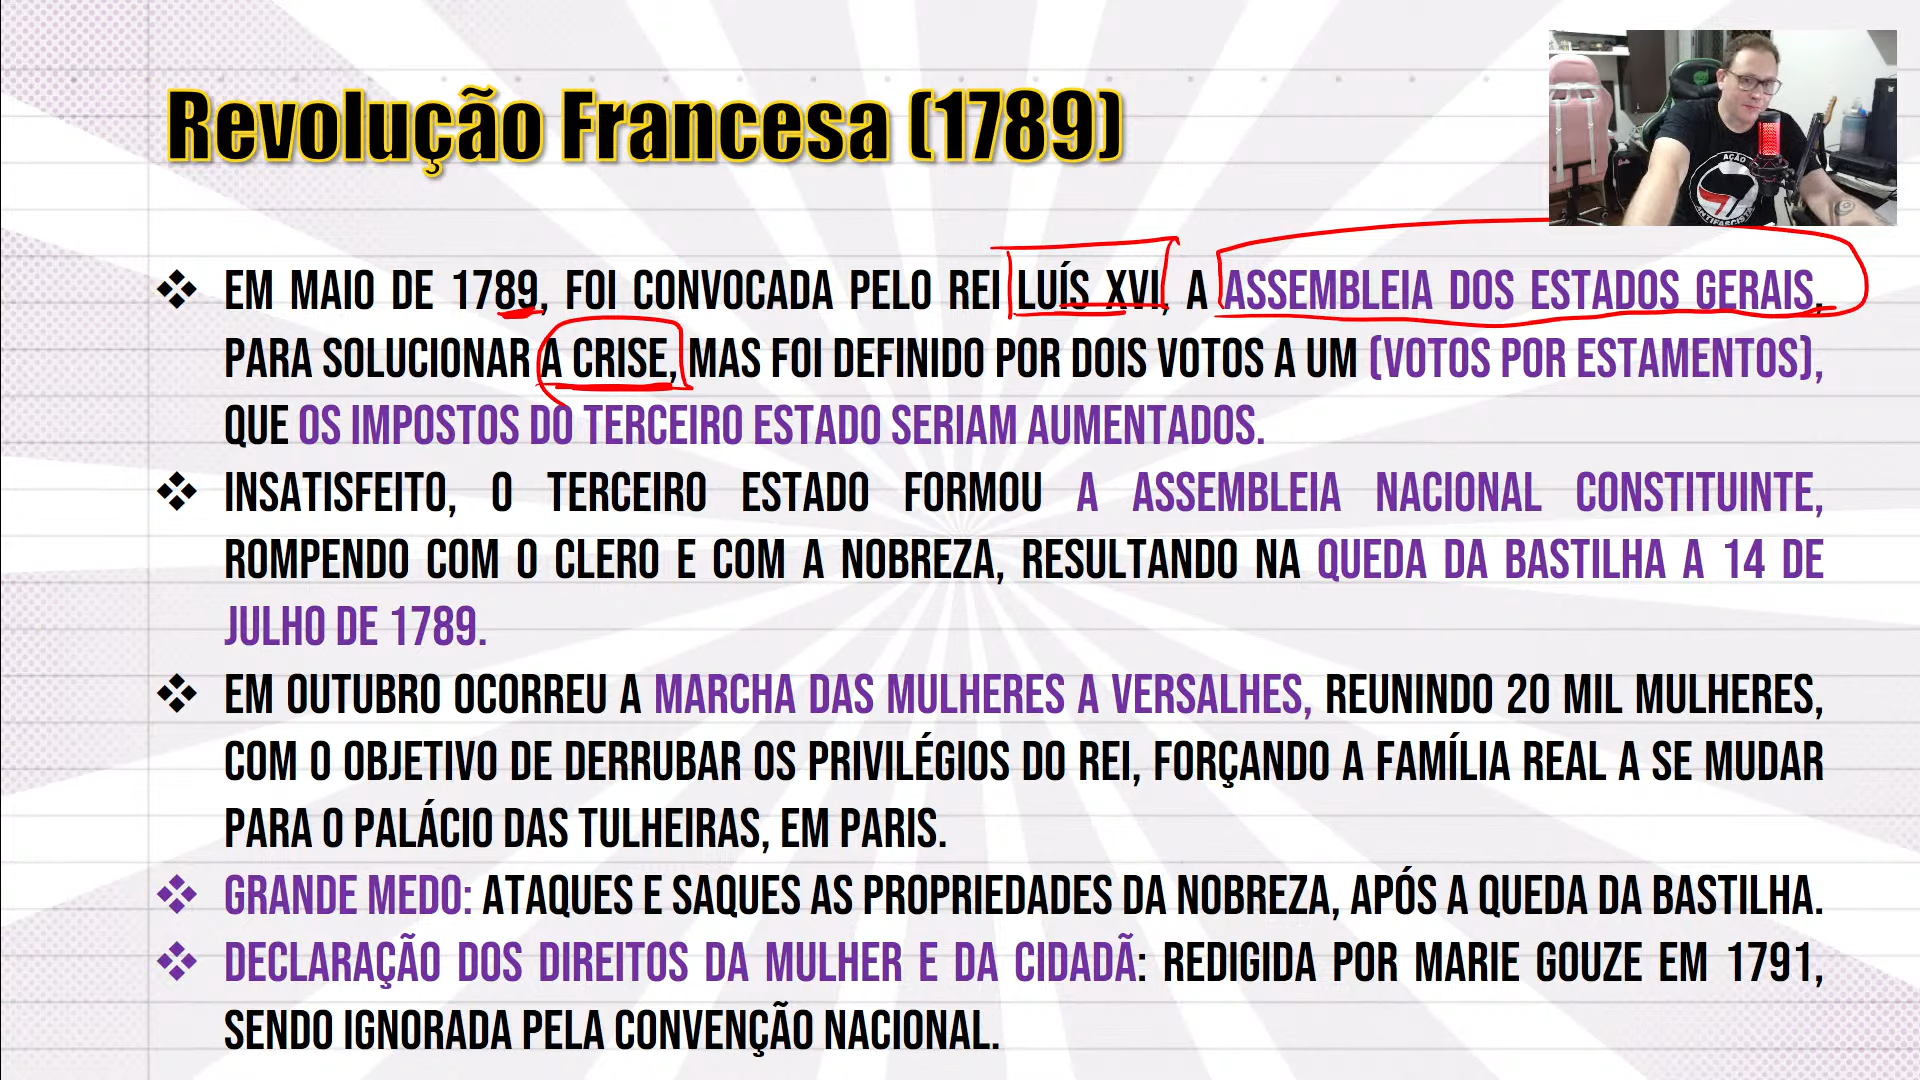 Revolução Francesa (1789)
AÇÃO
ANTIFASCISTA
❖ EM MAIO DE 1789, FOI CONVOCADA PELO REI LUÍS XVI, A ASSEMBLEIA DOS ESTADOS GERAIS,
PARA SOLUCIONAR A CRISE, MAS FOI DEFINIDO POR DOIS VOTOS A UM (VOTOS POR ESTAMENTOS),
QUE OS IMPOSTOS DO TERCEIRO ESTADO SERIAM AUMENTADOS.
❖ INSATISFEITO, O TERCEIRO ESTADO FORMOU A ASSEMBLEIA NACIONAL CONSTITUINTE,
ROMPENDO COM O CLERO E COM A NOBREZA, RESULTANDO NA QUEDA DA BASTILHA A 14 DE
JULHO DE 1789.
❖ EM OUTUBRO OCORREU A MARCHA DAS MULHERES A VERSALHES, REUNINDO 20 MIL MULHERES,
COM O OBJETIVO DE DERRUBAR OS PRIVILÉGIOS DO REI, FORÇANDO A FAMÍLIA REAL A SE MUDAR
PARA O PALÁCIO DAS TULHEIRAS, EM PARIS.
❖ GRANDE MEDO: ATAQUES E SAQUES AS PROPRIEDADES DA NOBREZA, APÓS A QUEDA DA BASTILHA.
❖ DECLARAÇÃO DOS DIREITOS DA MULHER E DA CIDADÃ: REDIGIDA POR MARIE GOUZE EM 1791,
SENDO IGNORADA PELA CONVENÇÃO NACIONAL.